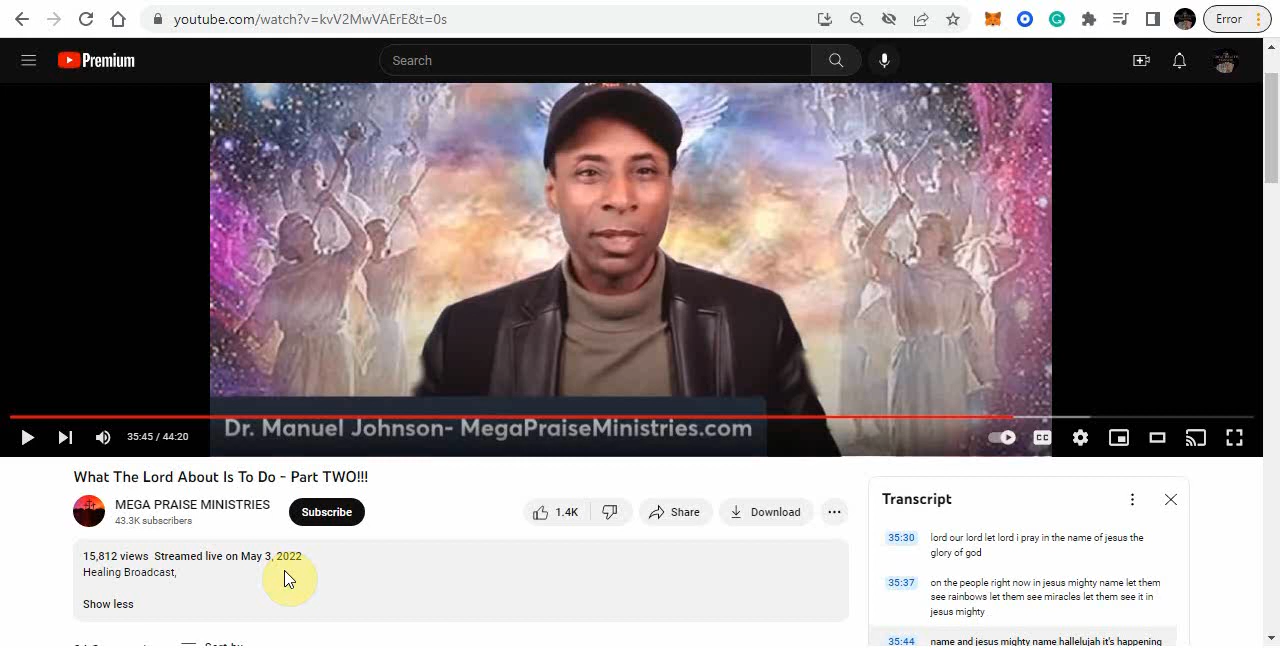 youtube.com/watch?v=kvV2MwVAErE&t=0s
Error
Premium
Search
Dr. Manuel Johnson- MegaPraiseMinistries.com
35:45 / 44:20
CC
What The Lord About Is To Do - Part TWO!!!
MEGA PRAISE MINISTRIES
43.3K subscribers
Subscribe
1.4K
Share
Download
15,812 views Streamed live on May 3, 2022
Healing Broadcast,
Show less
Transcript
35:30 lord our lord let lord i pray in the name of jesus the
glory of god
35:37 on the people right now in jesus mighty name let them
see rainbows let them see miracles let them see it in
jesus mighty
35:44 name and jesus mighty name hallelujah it's happening